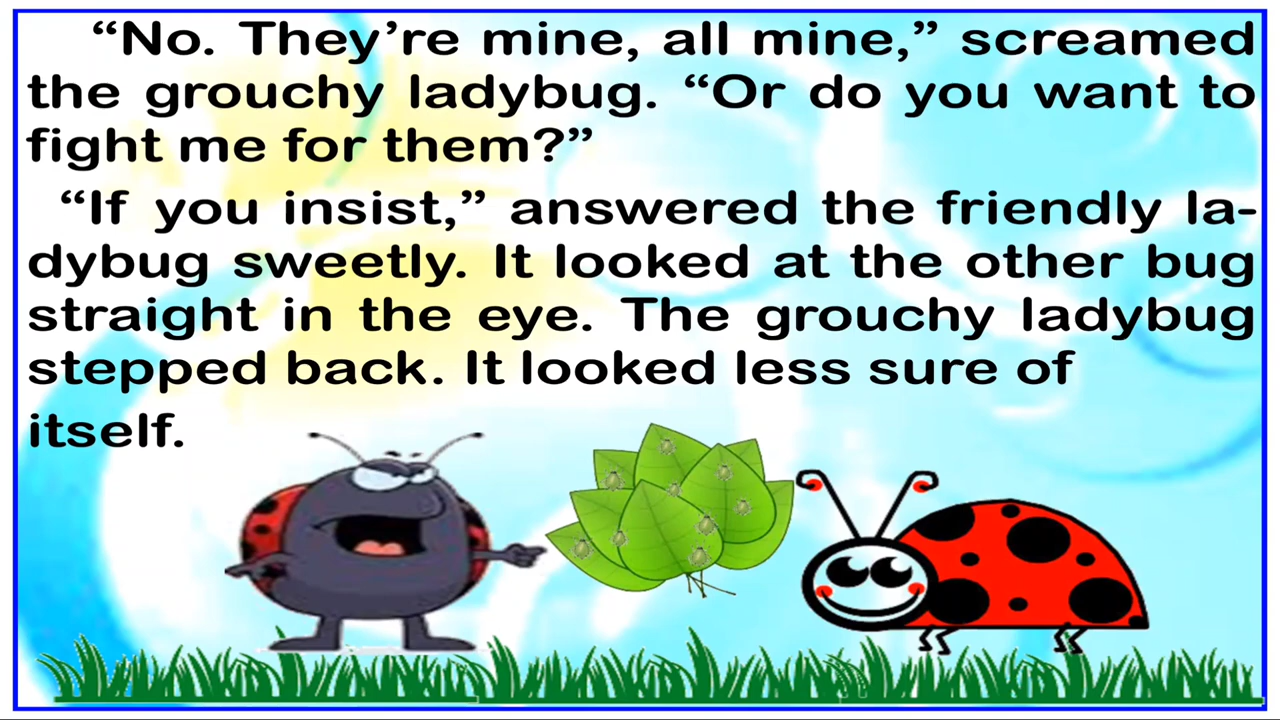 “No. They’re mine, all mine,” screamed
the grouchy ladybug. “Or do you want to
fight me for them?”
“If you insist,” answered the friendly la-
dybug sweetly. It looked at the other bug
straight in the eye. The grouchy ladybug
stepped back. It looked less sure of
itself.